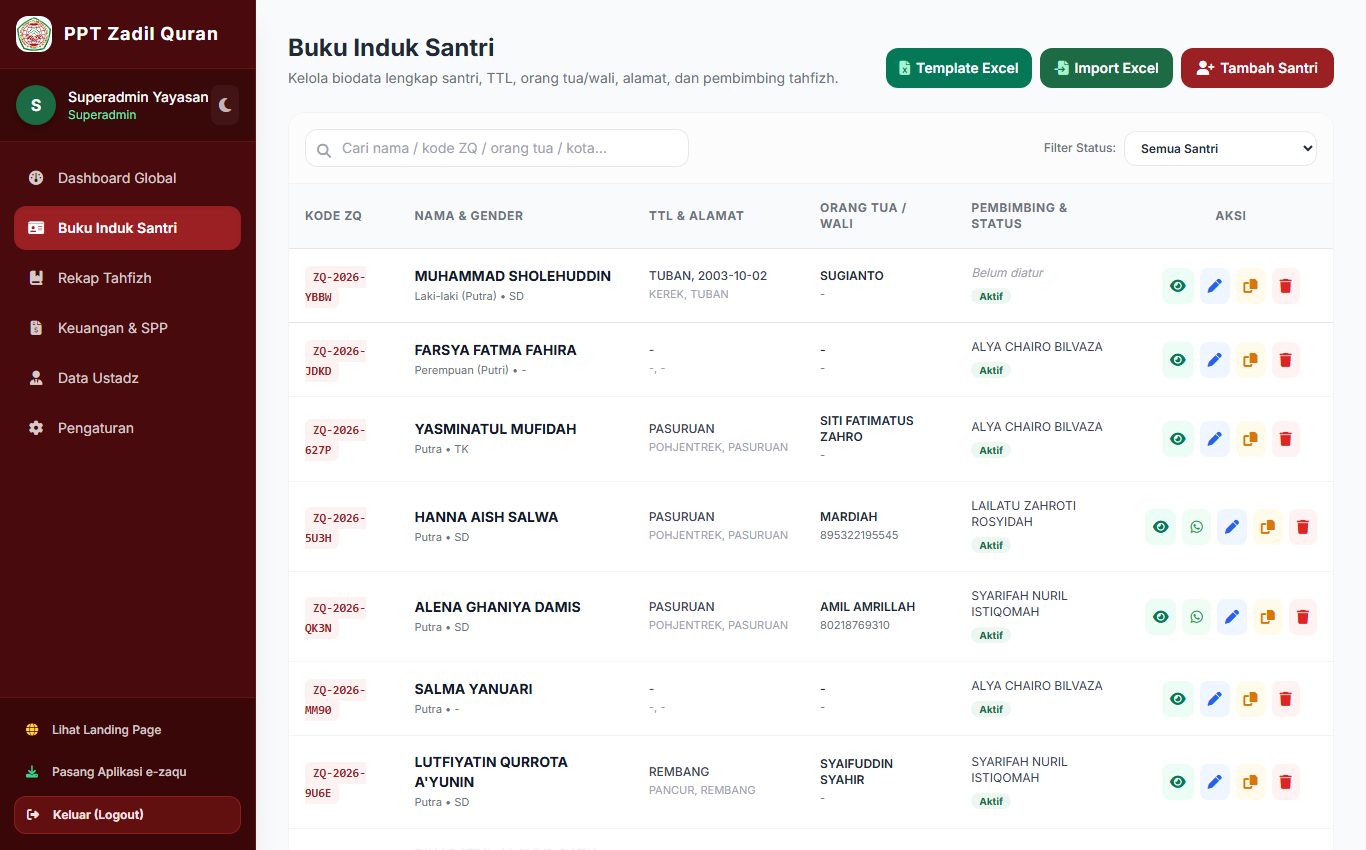 PPT Zadil Quran
S
Superadmin Yayasan
Superadmin
Dashboard Global
Buku Induk Santri
Rekap Tahfizh
Keuangan & SPP
Data Ustadz
Pengaturan
Lihat Landing Page
Pasang Aplikasi e-zaqu
Keluar (Logout)
Buku Induk Santri
Kelola biodata lengkap santri, TTL, orang tua/wali, alamat, dan pembimbing tahfizh.
Template Excel
Import Excel
Tambah Santri
Cari nama / kode ZQ / orang tua / kota...
Filter Status:
Semua Santri
KODE ZQ
NAMA & GENDER
TTL & ALAMAT
ORANG TUA /
WALI
PEMBIMBING &
STATUS
AKSI
ZQ-2026-
YBBW
MUHAMMAD SHOLEHUDDIN
Laki-laki (Putra) • SD
TUBAN, 2003-10-02
KEREK, TUBAN
SUGIANTO
-
Belum diatur
Aktif
ZQ-2026-
JDKD
FARSYA FATMA FAHIRA
Perempuan (Putri) • -
-
-, -
-
-
ALYA CHAIRO BILVAZA
Aktif
ZQ-2026-
627P
YASMINATUL MUFIDAH
Putra • TK
PASURUAN
POHJENTREK, PASURUAN
SITI FATIMATUS
ZAHRO
-
ALYA CHAIRO BILVAZA
Aktif
ZQ-2026-
5U3H
HANNA AISH SALWA
Putra • SD
PASURUAN
POHJENTREK, PASURUAN
MARDIAH
895322195545
LAILATU ZAHROTI
ROSYIDAH
Aktif
ZQ-2026-
QK3N
ALENA GHANIYA DAMIS
Putra • SD
PASURUAN
POHJENTREK, PASURUAN
AMIL AMRILLAH
80218769310
SYARIFAH NURIL
ISTIQOMAH
Aktif
ZQ-2026-
MM90
SALMA YANUARI
Putra • -
-
-, -
-
-
ALYA CHAIRO BILVAZA
Aktif
ZQ-2026-
9U6E
LUTFIYATIN QURROTA
A'YUNIN
Putra • SD
REMBANG
PANCUR, REMBANG
SYAIFUDDIN
SYAHIR
-
SYARIFAH NURIL
ISTIQOMAH
Aktif